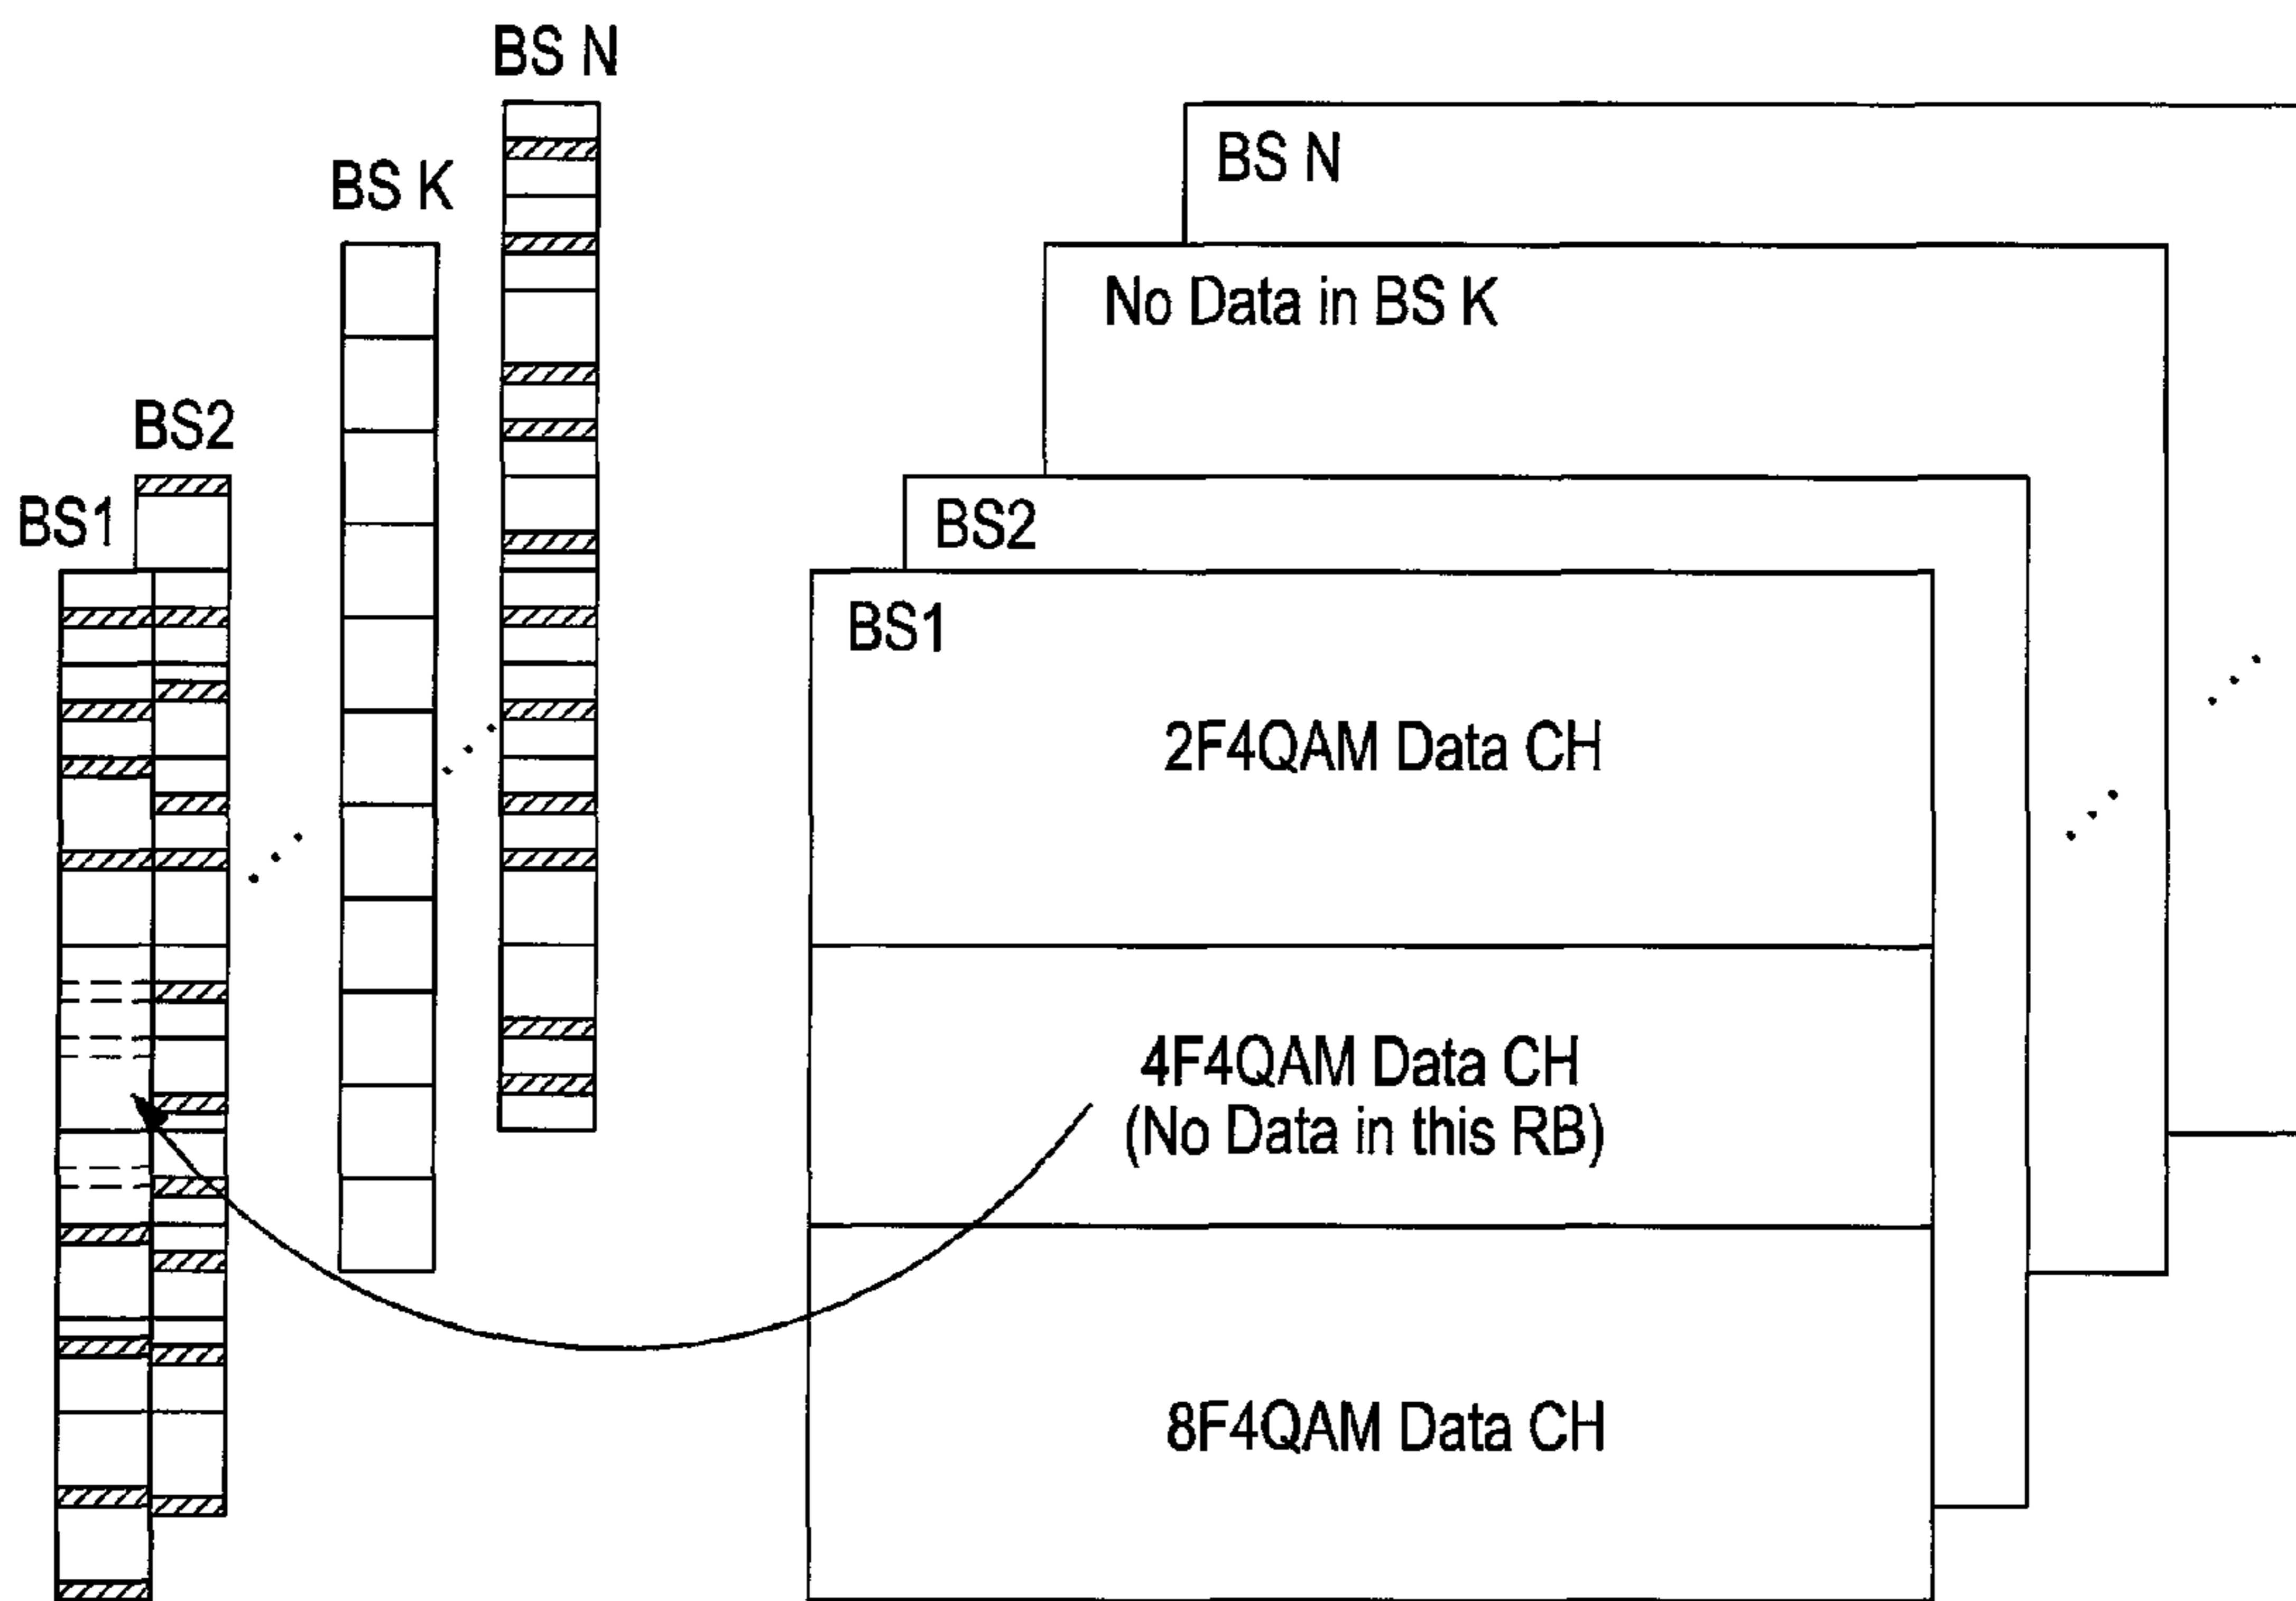 BS N
BS K
BS2
BS1
BS N
No Data in BS K
BS2
BS1
2F4QAM Data CH
4F4QAM Data CH
(No Data in this RB)
8F4QAM Data CH